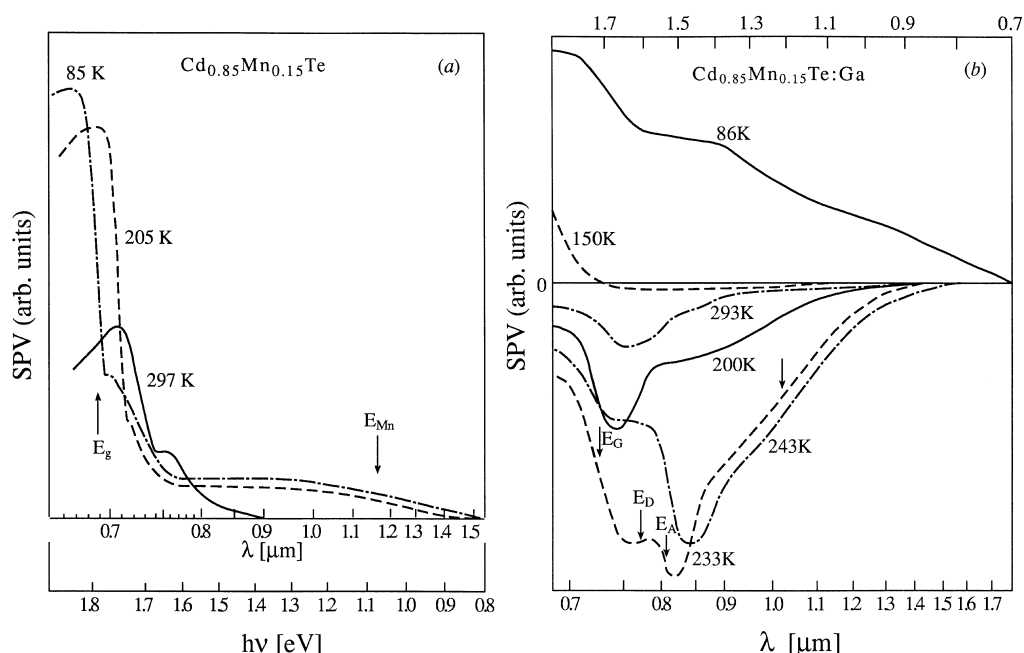 Cd0.85Mn0.15Te
(a)
85 K
205 K
297 K
Eg
EMn
SPV (arb. units)
0.7 0.8 0.9 1.0 1.1 1.2 1.3 1.4 1.5
λ [μm]
1.8 1.7 1.6 1.5 1.4 1.3 1.2 1.1 1.0 0.9 0.8
hν [eV]
1.7 1.5 1.3 1.1 0.9 0.7
Cd0.85Mn0.15Te:Ga
(b)
86K
150K
0
293K
200K
EG
243K
ED
EA
233K
SPV (arb. units)
0.7 0.8 0.9 1.0 1.2 1.3 1.4 1.5 1.6 1.7
λ [μm]